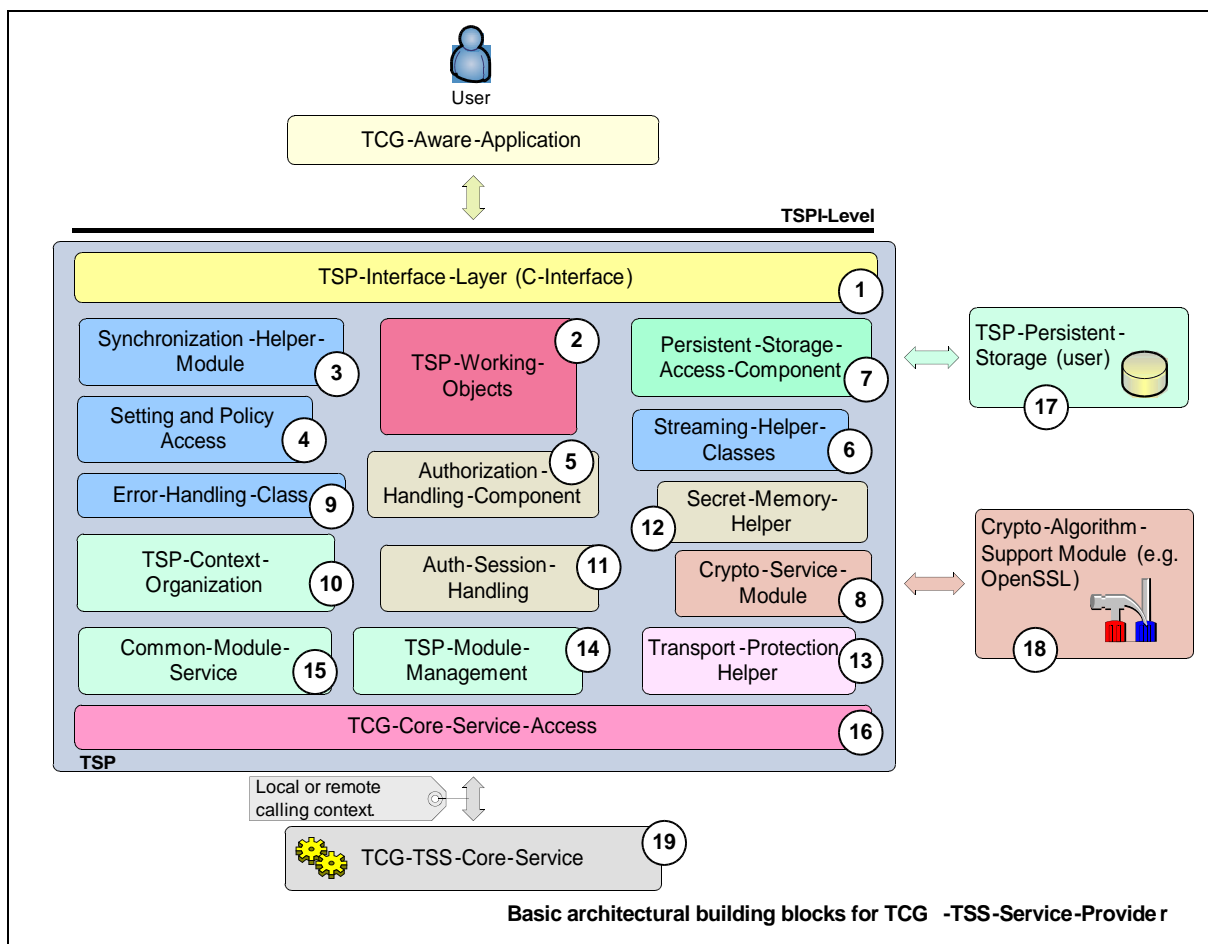 User
TCG-Aware-Application
TSPI-Level
TSP-Interface-Layer (C-Interface)
1
Synchronization-Helper-
Module
3
TSP-Working-
Objects
2
Persistent-Storage-
Access-Component
7
TSP-Persistent-
Storage (user)
17
Setting and Policy
Access
4
Streaming-Helper-
Classes
6
Authorization-
Handling-Component
5
Error-Handling-Class
9
Secret-Memory-
Helper
12
Crypto-Algorithm-
Support Module (e.g.
OpenSSL)
18
TSP-Context-
Organization
10
Auth-Session-
Handling
11
Crypto-Service-
Module
8
Common-Module-
Service
15
TSP-Module-
Management
14
Transport-Protection
Helper
13
TCG-Core-Service-Access
16
TSP
Local or remote
calling context.
TCG-TSS-Core-Service
19
Basic architectural building blocks for TCG -TSS-Service-Provider